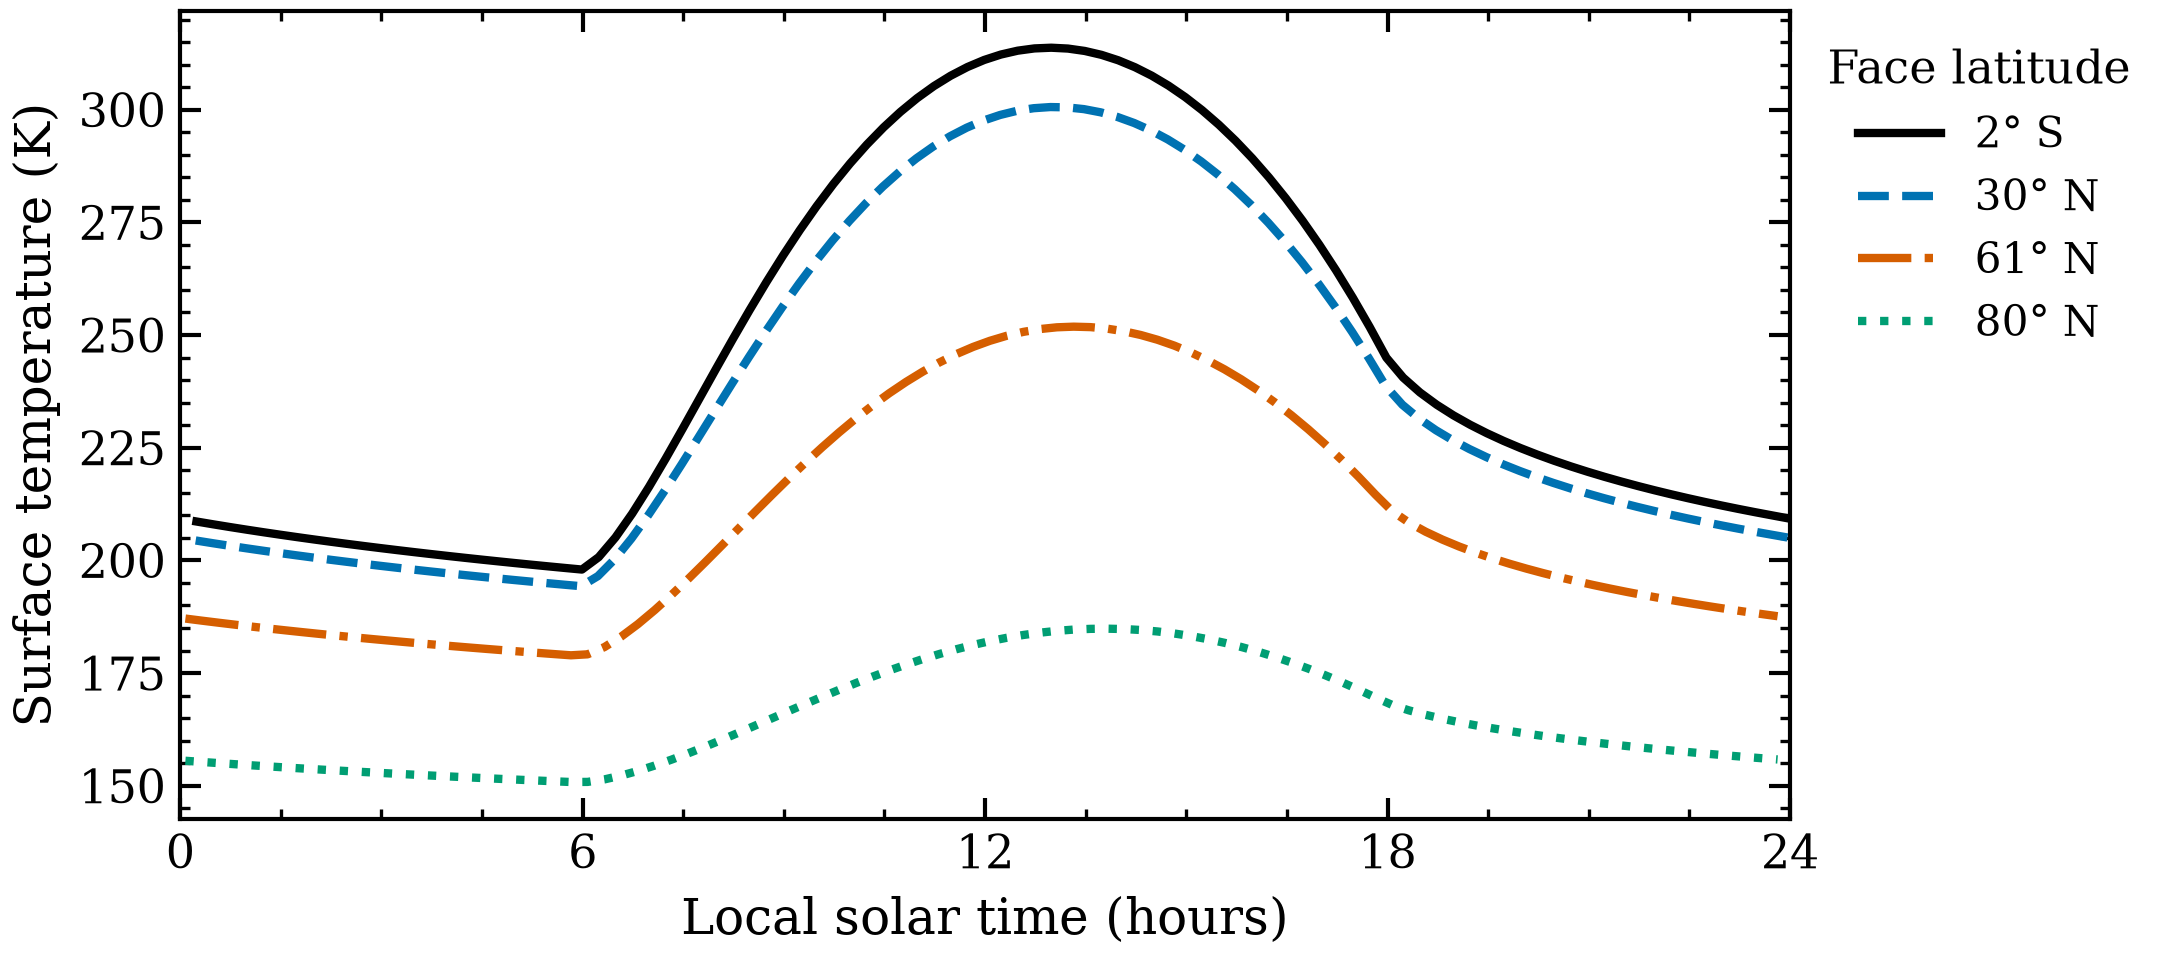 Surface temperature (K)
300
275
250
225
200
175
150
0 6 12 18 24
Local solar time (hours)
Face latitude
2° S
30° N
61° N
80° N